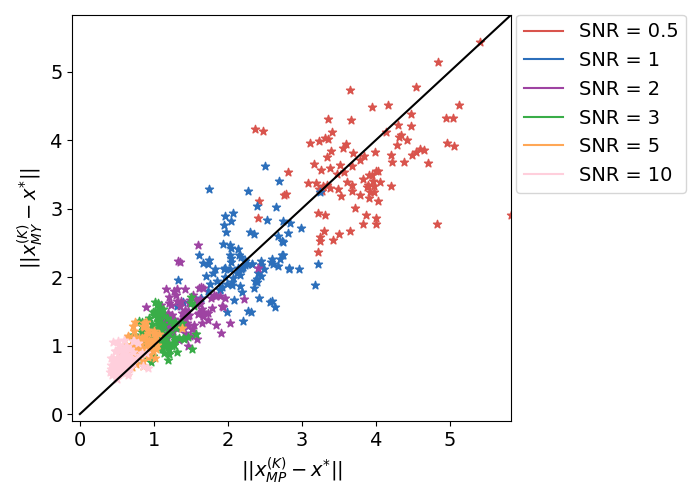 5
4
3
2
1
0
0 1 2 3 4 5
||x_{MY}^{(K)} − x^*||
||x_{MP}^{(K)} − x^*||
SNR = 0.5
SNR = 1
SNR = 2
SNR = 3
SNR = 5
SNR = 10